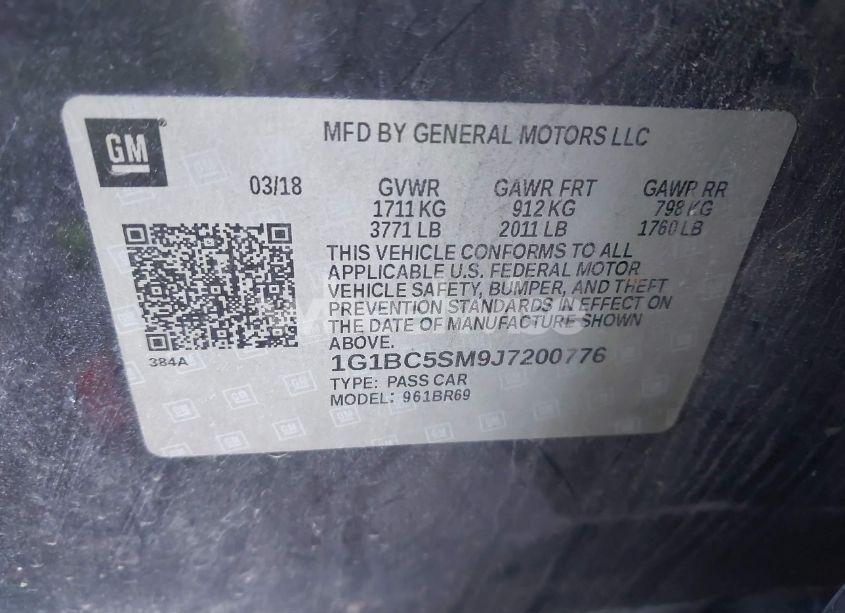 GM
MFD BY GENERAL MOTORS LLC
03/18 GVWR GAWR FRT GAWR RR
1711 KG 912 KG 798 KG
3771 LB 2011 LB 1760 LB
THIS VEHICLE CONFORMS TO ALL
APPLICABLE U.S. FEDERAL MOTOR
VEHICLE SAFETY, BUMPER, AND THEFT
PREVENTION STANDARDS IN EFFECT ON
THE DATE OF MANUFACTURE SHOWN
ABOVE.
384A
1G1BC5SM9J7200776
TYPE: PASS CAR
MODEL: 961BR69